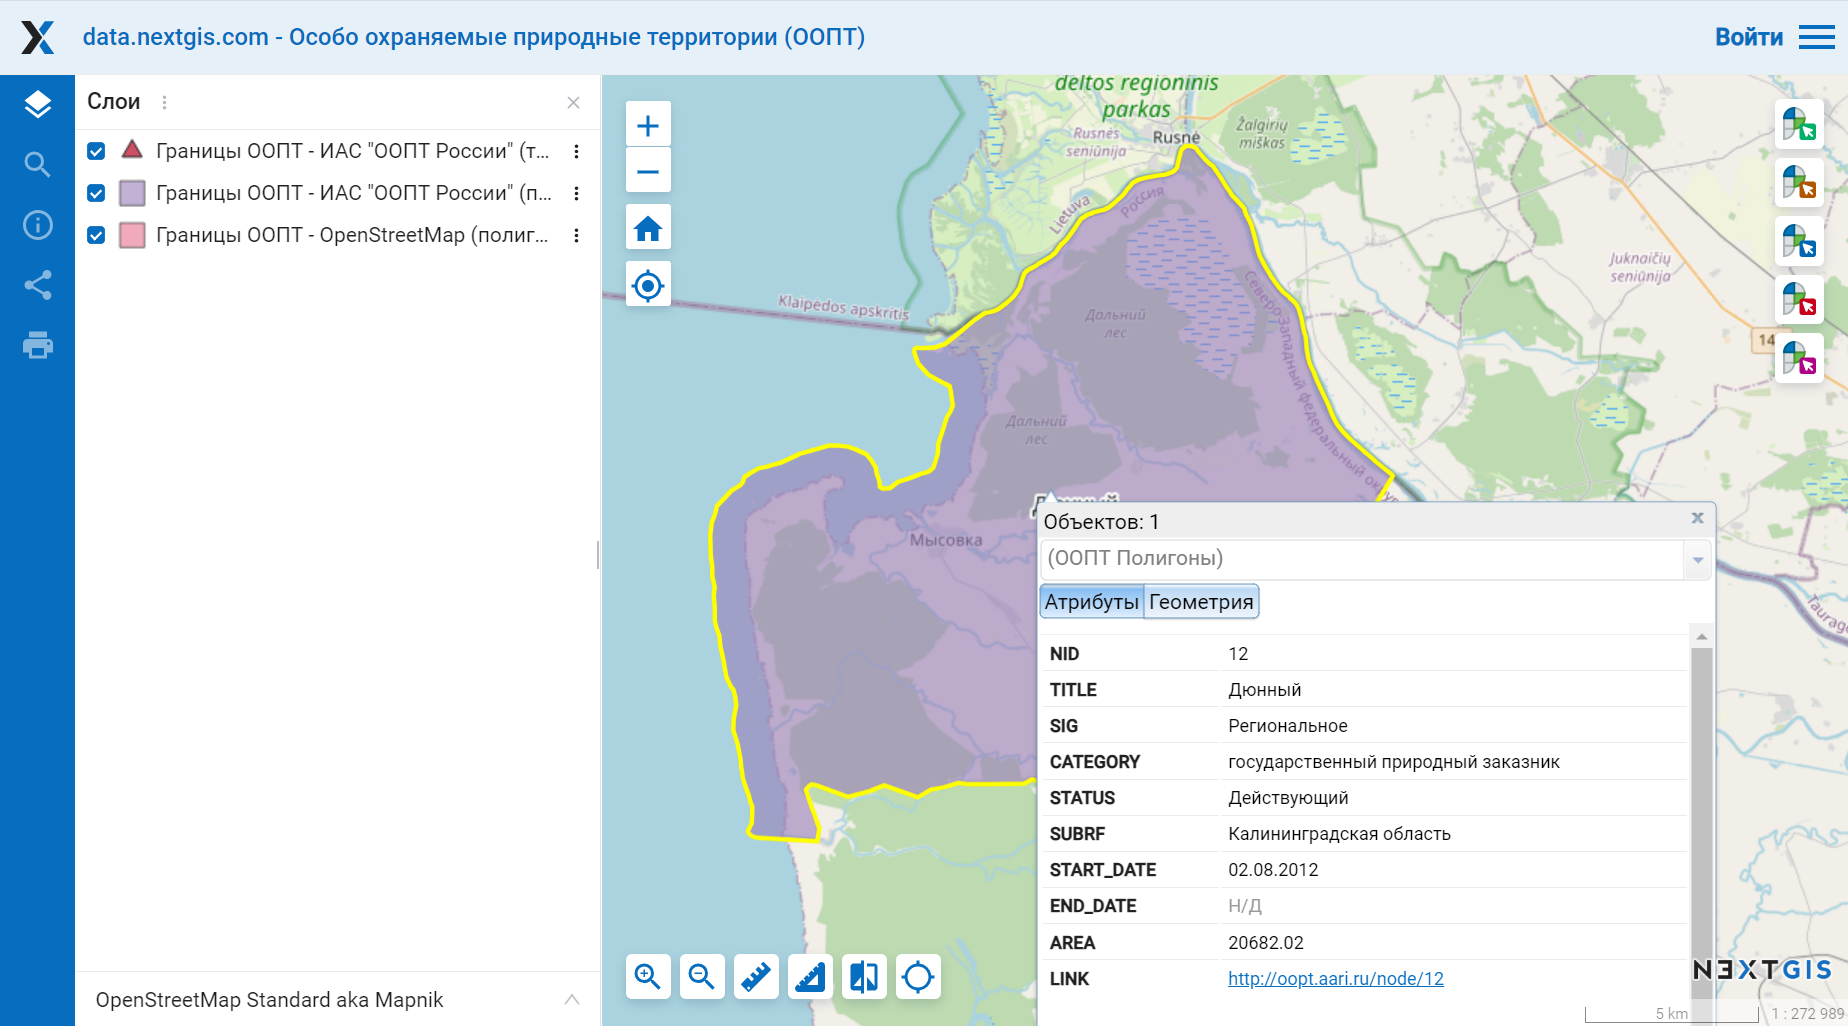 data.nextgis.com - Особо охраняемые природные территории (ООПТ)
Войти
Слои
Границы ООПТ - ИАС "ООПТ России" (т...
Границы ООПТ - ИАС "ООПТ России" (п...
Границы ООПТ - OpenStreetMap (полиг...
OpenStreetMap Standard aka Mapnik
deltos regioninis
parkas
Rusnės
seniūnija
Rusnė
Žalgirių
miškas
Lietuva
Россия
Juknaičių
seniūnija
Klaipėdos apskritis
Дальний
лес
Северо-Западный федеральный округ
14
Дальний
лес
Мысовка
Объектов: 1
(ООПТ Полигоны)
Атрибуты Геометрия
NID 12
TITLE Дюнный
SIG Региональное
CATEGORY государственный природный заказник
STATUS Действующий
SUBRF Калининградская область
START_DATE 02.08.2012
END_DATE Н/Д
AREA 20682.02
LINK http://oopt.aari.ru/node/12
NEXTGIS
5 km
1 : 272 989